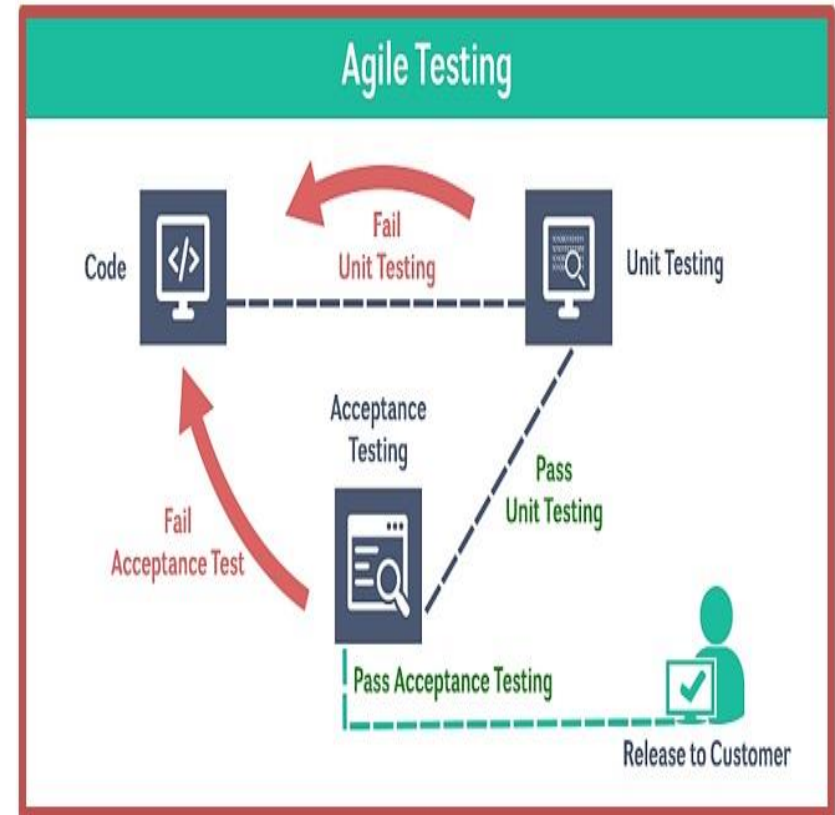 Agile Testing
Fail
Unit Testing
Code
</>
Unit Testing
Acceptance
Testing
Pass
Unit Testing
Fail
Acceptance Test
Pass Acceptance Testing
Release to Customer